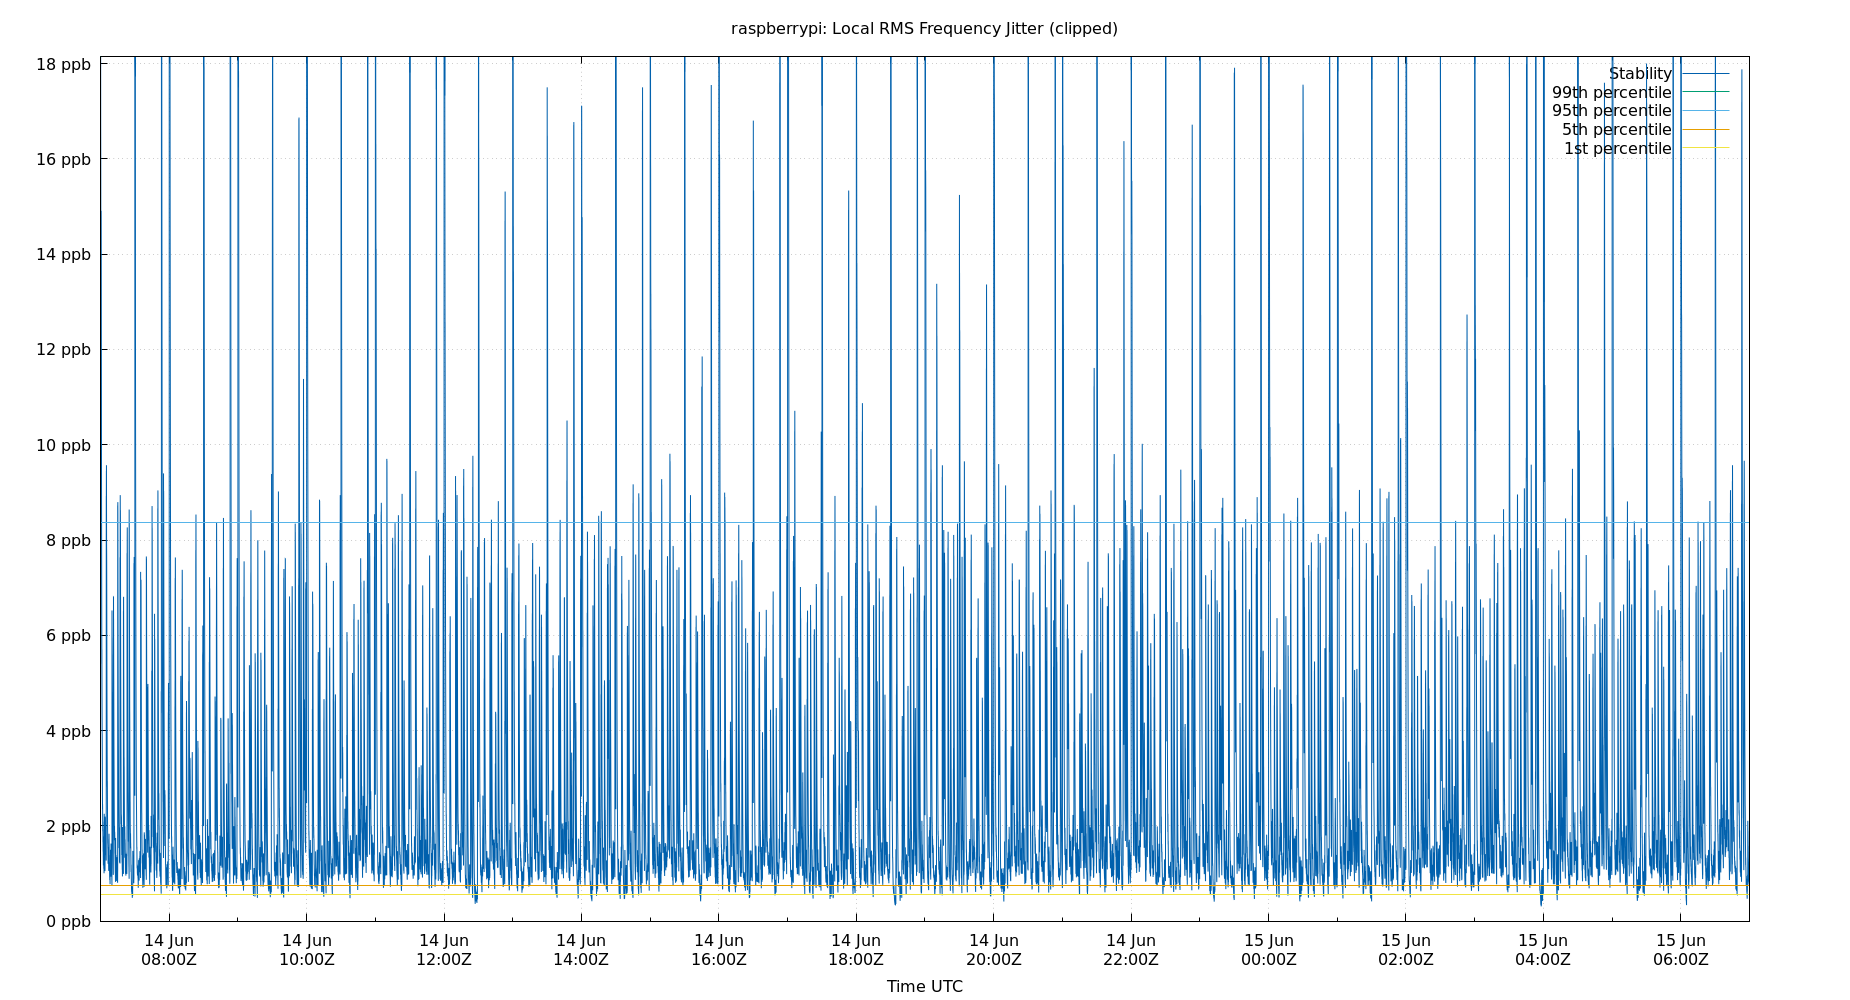 raspberrypi: Local RMS Frequency Jitter (clipped)
18 ppb
16 ppb
14 ppb
12 ppb
10 ppb
8 ppb
6 ppb
4 ppb
2 ppb
0 ppb
Stability
99th percentile
95th percentile
5th percentile
1st percentile
14 Jun 14 Jun 14 Jun 14 Jun 14 Jun 14 Jun 14 Jun 14 Jun 15 Jun 15 Jun 15 Jun 15 Jun
08:00Z 10:00Z 12:00Z 14:00Z 16:00Z 18:00Z 20:00Z 22:00Z 00:00Z 02:00Z 04:00Z 06:00Z
Time UTC